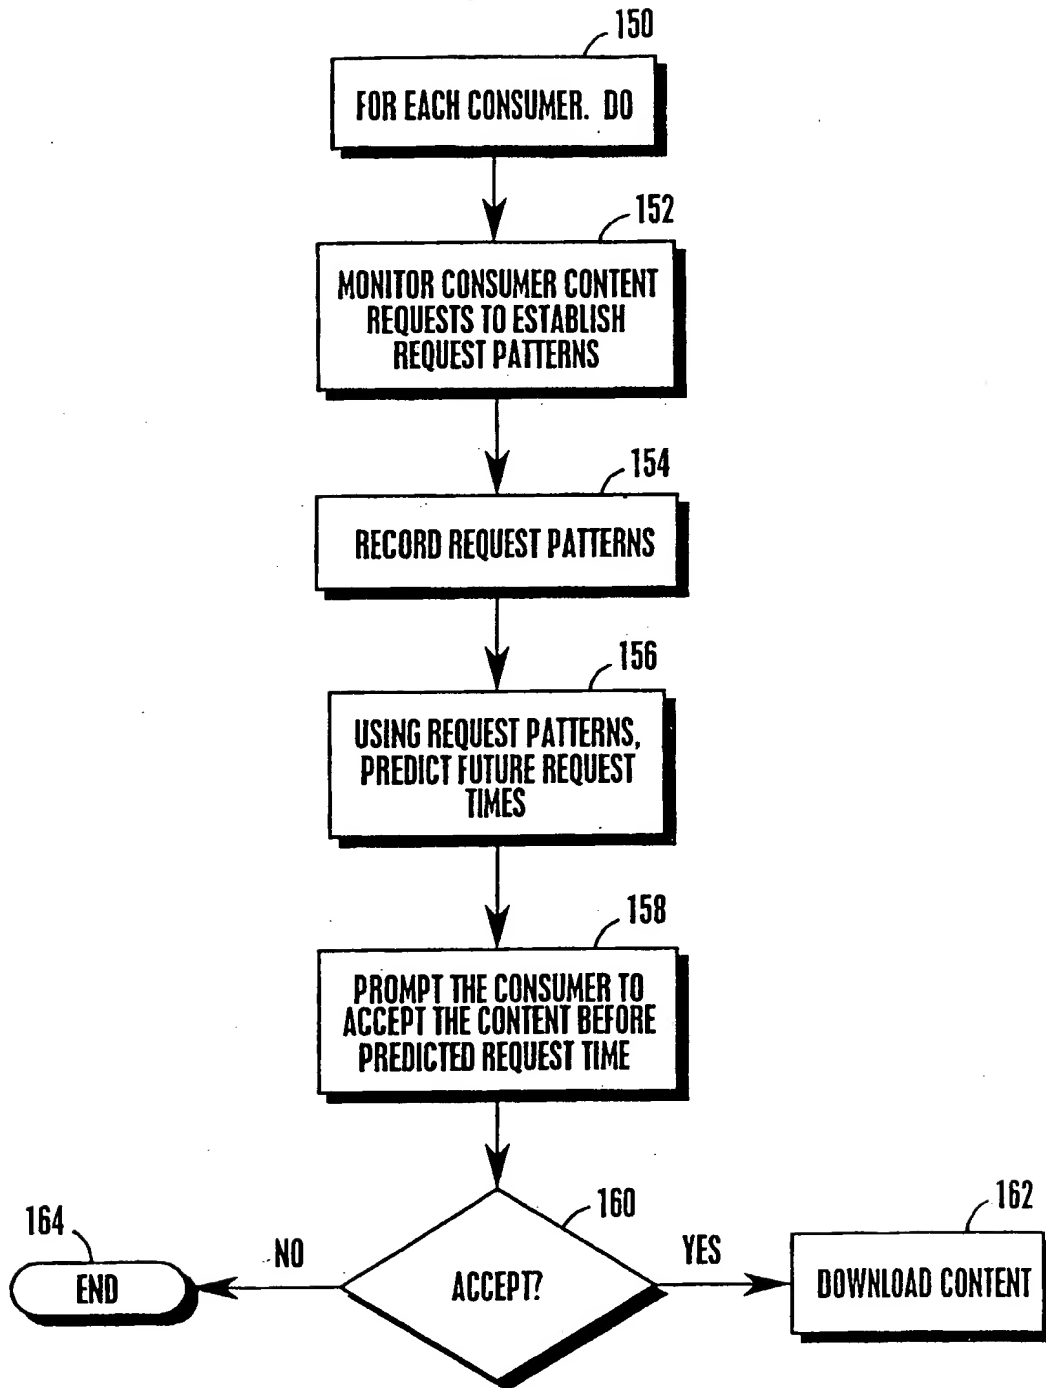 150
FOR EACH CONSUMER. DO
152
MONITOR CONSUMER CONTENT
REQUESTS TO ESTABLISH
REQUEST PATTERNS
154
RECORD REQUEST PATTERNS
156
USING REQUEST PATTERNS,
PREDICT FUTURE REQUEST
TIMES
158
PROMPT THE CONSUMER TO
ACCEPT THE CONTENT BEFORE
PREDICTED REQUEST TIME
160
ACCEPT?
NO
164
END
YES
162
DOWNLOAD CONTENT